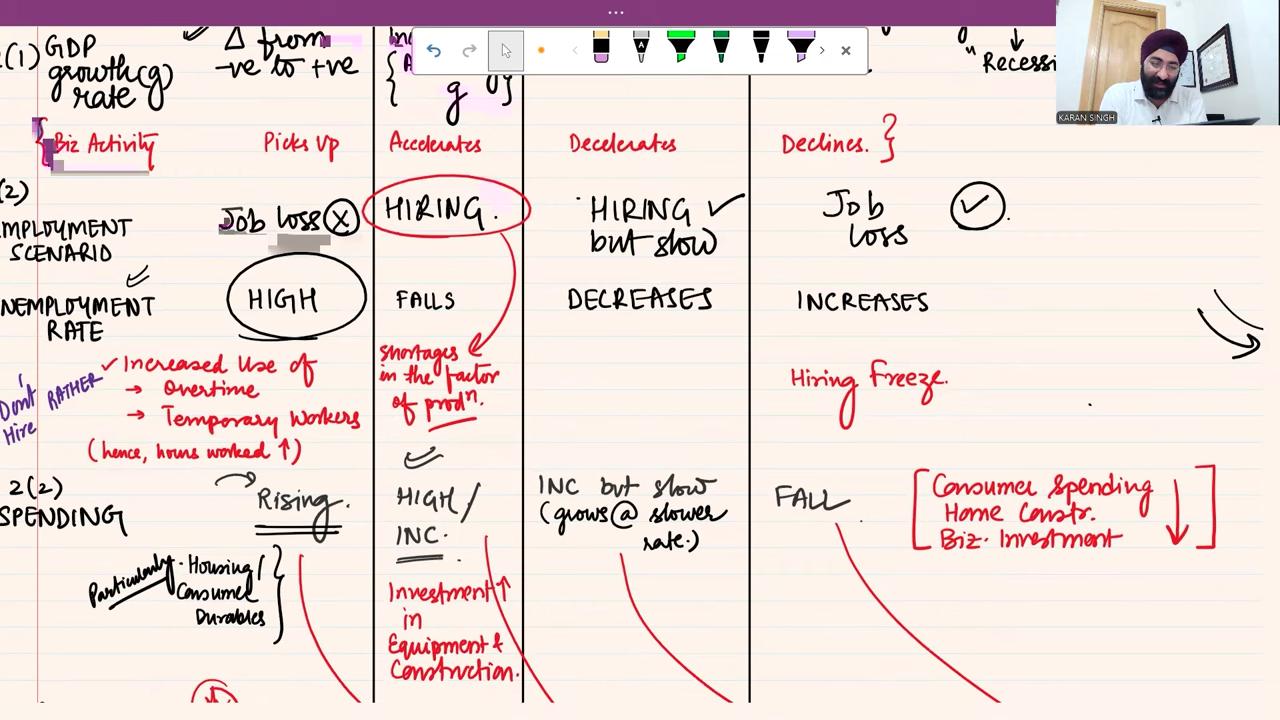 2(1) GDP growth (g) rate
Δ from -ve to +ve
g
Recessi
{Biz Activity
Picks Up
Accelerates
Decelerates
Declines. }
(2)
EMPLOYMENT SCENARIO
Job loss X
HIRING.
HIRING ✓
but slow
Job
loss
✓
NEMPLOYMENT
RATE
HIGH
FALLS
DECREASES
INCREASES
Don't
Hire
RATHER
✓ Increased Use of
→ Overtime
→ Temporary Workers
(hence, hours worked ↑)
shortages
in the factor
of prodⁿ.
Hiring Freeze.
2(2)
SPENDING
Rising.
HIGH /
INC.
INC but slow
(grows @ slower
rate.)
FALL
[Consumer Spending
Home Constr.
Biz. Investment ↓]
Particularly
· Housing /
Consumer
Durables
Investment ↑
in
Equipment &
Construction.
KARAN SINGH